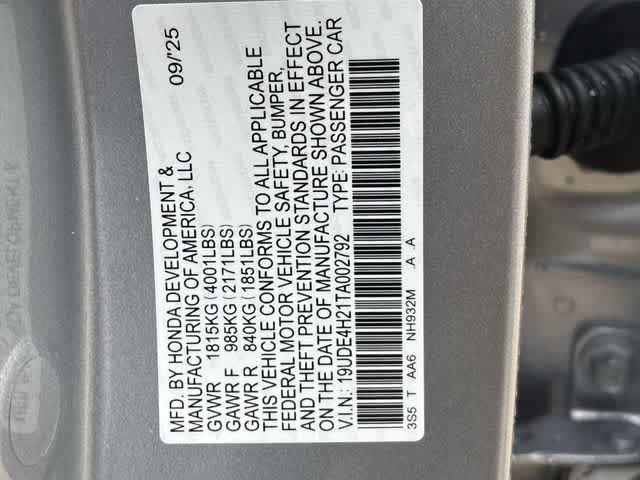 MFD. BY HONDA DEVELOPMENT & 09/'25
MANUFACTURING OF AMERICA, LLC
GVWR 1815KG(4001LBS)
GAWR F 985KG(2171LBS)
GAWR R 840KG(1851LBS)
THIS VEHICLE CONFORMS TO ALL APPLICABLE
FEDERAL MOTOR VEHICLE SAFETY, BUMPER,
AND THEFT PREVENTION STANDARDS IN EFFECT
ON THE DATE OF MANUFACTURE SHOWN ABOVE.
V.I.N.: 19UDE4H21TA002792 TYPE: PASSENGER CAR
3S5 T AA6 NH932M .A .A